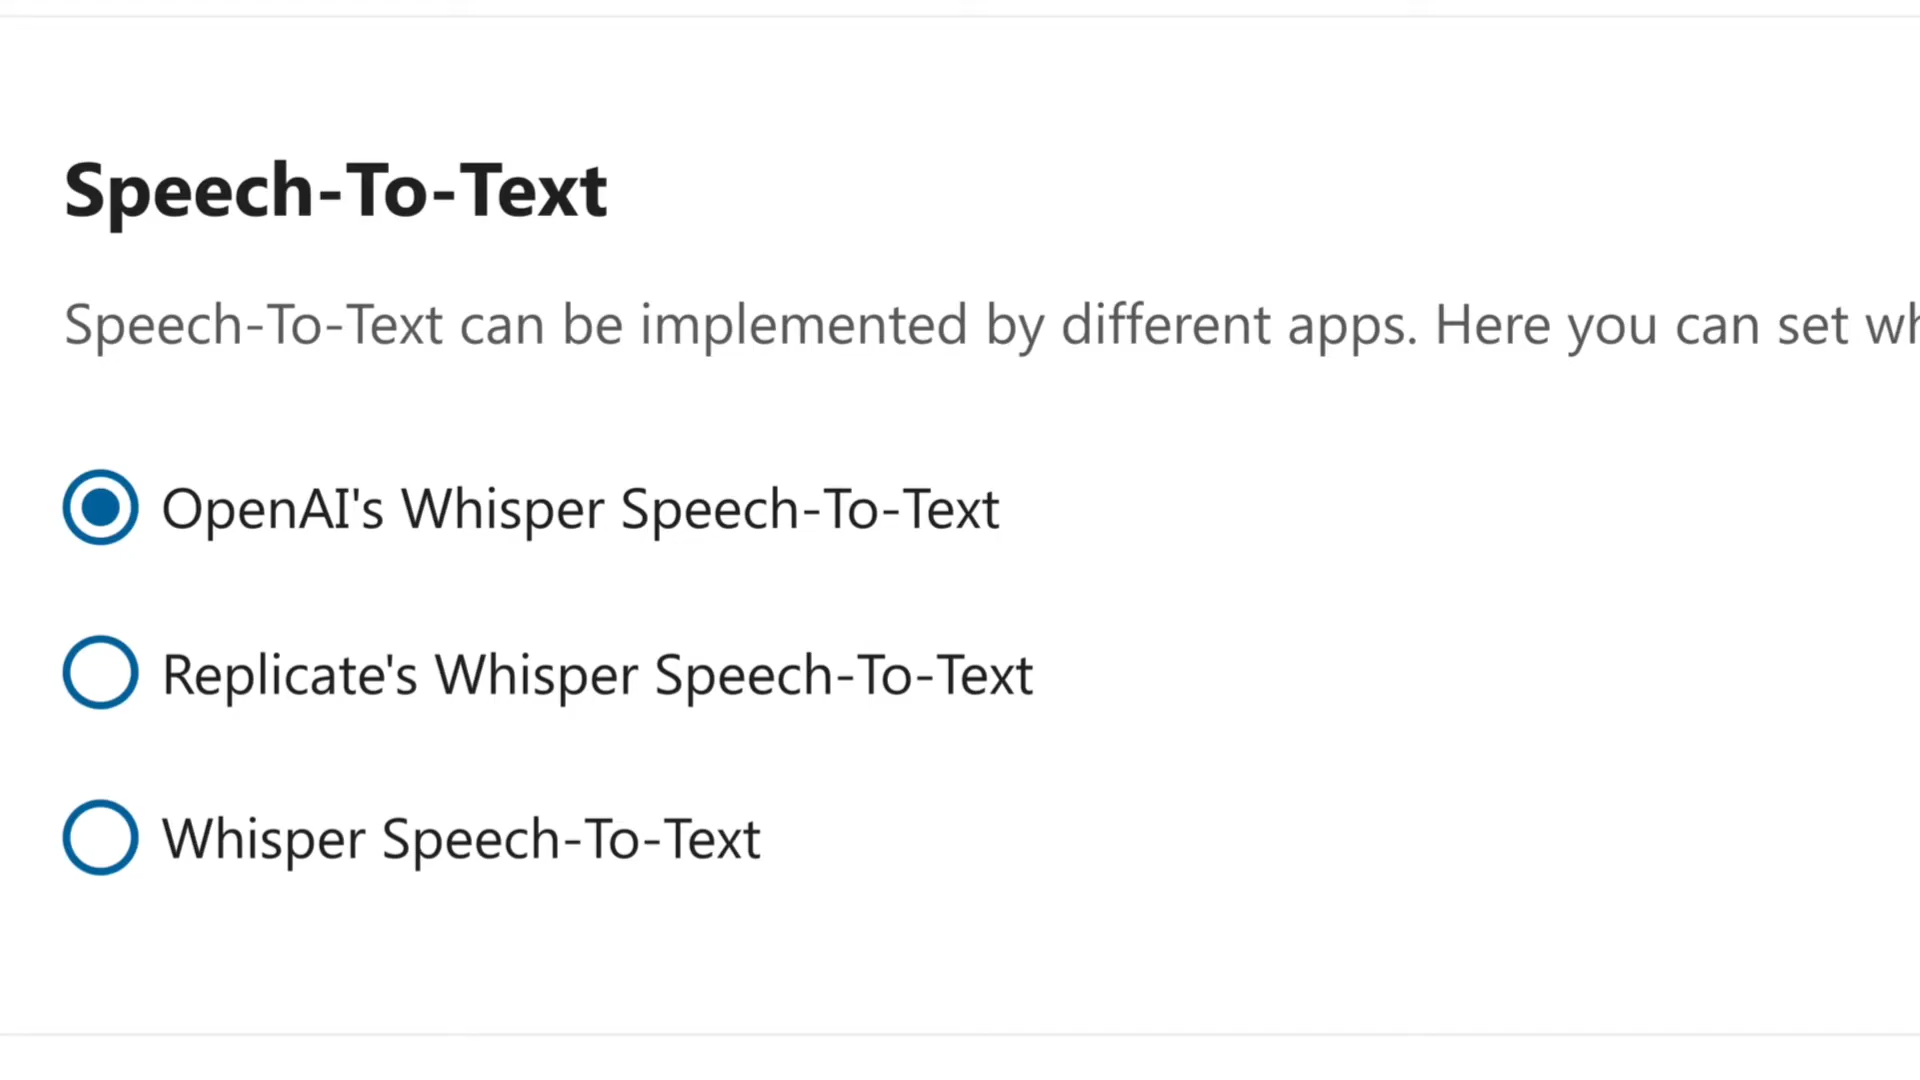 Speech-To-Text
Speech-To-Text can be implemented by different apps. Here you can set
OpenAI's Whisper Speech-To-Text
Replicate's Whisper Speech-To-Text
Whisper Speech-To-Text